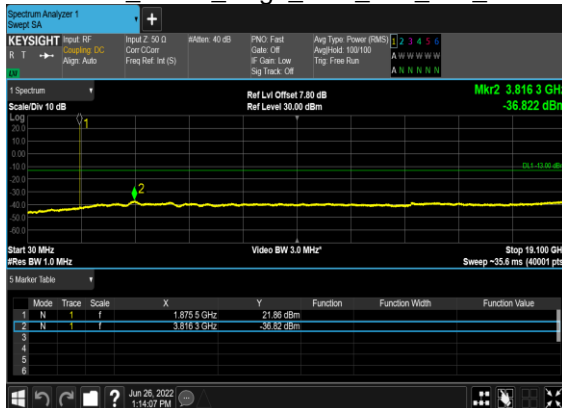 Spectrum Analyzer 1
Swept SA
+
KEYSIGHT Input: RF Input Z: 50 Ω #Atten: 40 dB PNO: Fast Avg Type: Power (RMS) 1 2 3 4 5 6
R T Coupling: DC Corr CCorr Gate: Off Avg|Hold: 100/100 A W W W W W
Align: Auto Freq Ref: Int (S) IF Gain: Low Trig: Free Run
Sig Track: Off A N N N N N
1 Spectrum Ref Lvl Offset 7.80 dB Mkr2 3.816 3 GHz
Scale/Div 10 dB Ref Level 30.00 dBm -36.822 dBm
Log
20.0
10.0
0.00
-10.0
DL1 -13.00 dBm
-20.0
-30.0
-40.0
-50.0
-60.0
1
2
Start 30 MHz Video BW 3.0 MHz* Stop 19.100 GHz
#Res BW 1.0 MHz Sweep ~35.6 ms (40001 pts)
5 Marker Table
Mode Trace Scale X Y Function Function Width Function Value
1 N 1 f 1.875 5 GHz 21.86 dBm
2 N 1 f 3.816 3 GHz -36.82 dBm
3
4
5
6
? Jun 26, 2022
1:14:07 PM